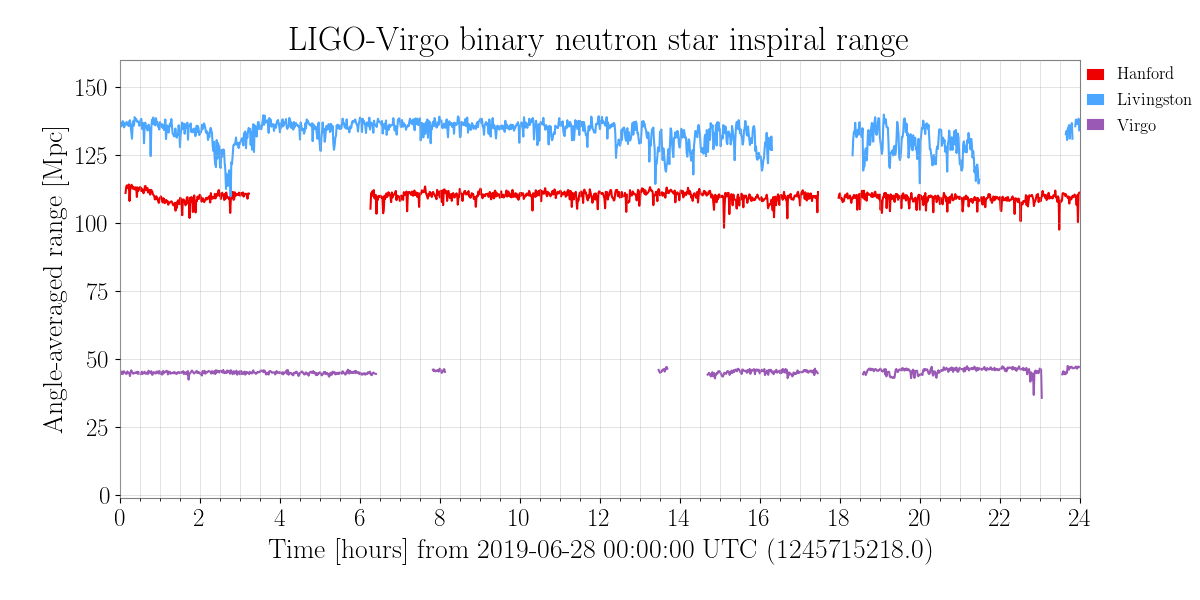 LIGO-Virgo binary neutron star inspiral range
Angle-averaged range [Mpc]
150
125
100
75
50
25
0
0 2 4 6 8 10 12 14 16 18 20 22 24
Time [hours] from 2019-06-28 00:00:00 UTC (1245715218.0)
Hanford
Livingston
Virgo